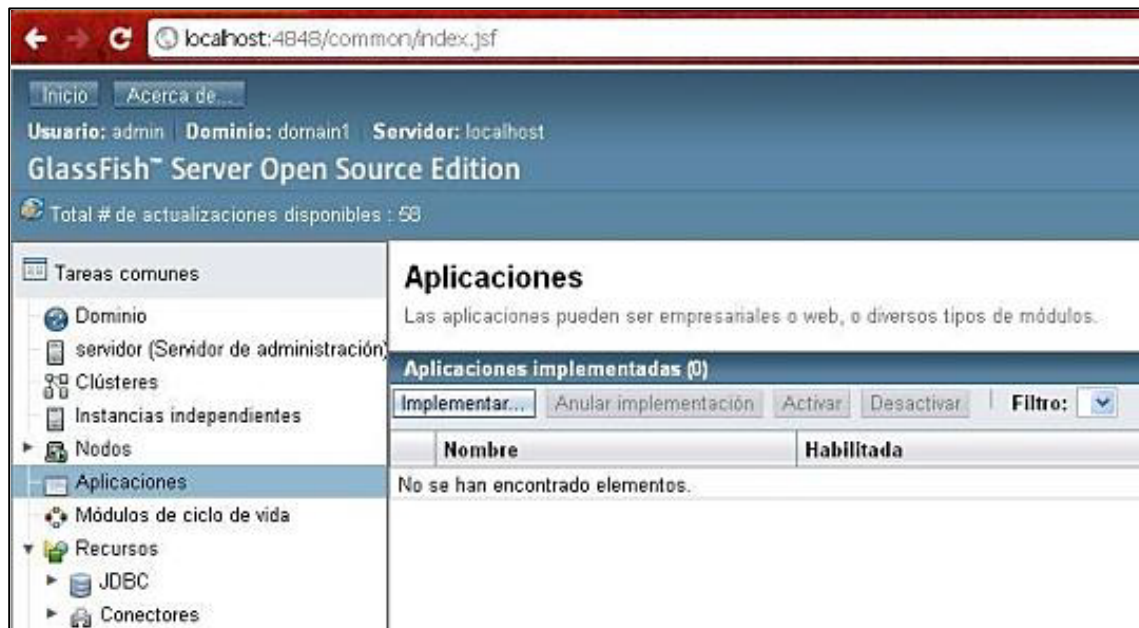 localhost:4848/common/index.jsf
Inicio Acerca de...
Usuario: admin Dominio: domain1 Servidor: localhost
GlassFish™ Server Open Source Edition
Total # de actualizaciones disponibles : 58
Tareas comunes
Dominio
servidor (Servidor de administración)
Clústeres
Instancias independientes
Nodos
Aplicaciones
Módulos de ciclo de vida
Recursos
JDBC
Conectores
Aplicaciones
Las aplicaciones pueden ser empresariales o web, o diversos tipos de módulos.
Aplicaciones implementadas (0)
Implementar... Anular implementación Activar Desactivar Filtro:
Nombre Habilitada
No se han encontrado elementos.